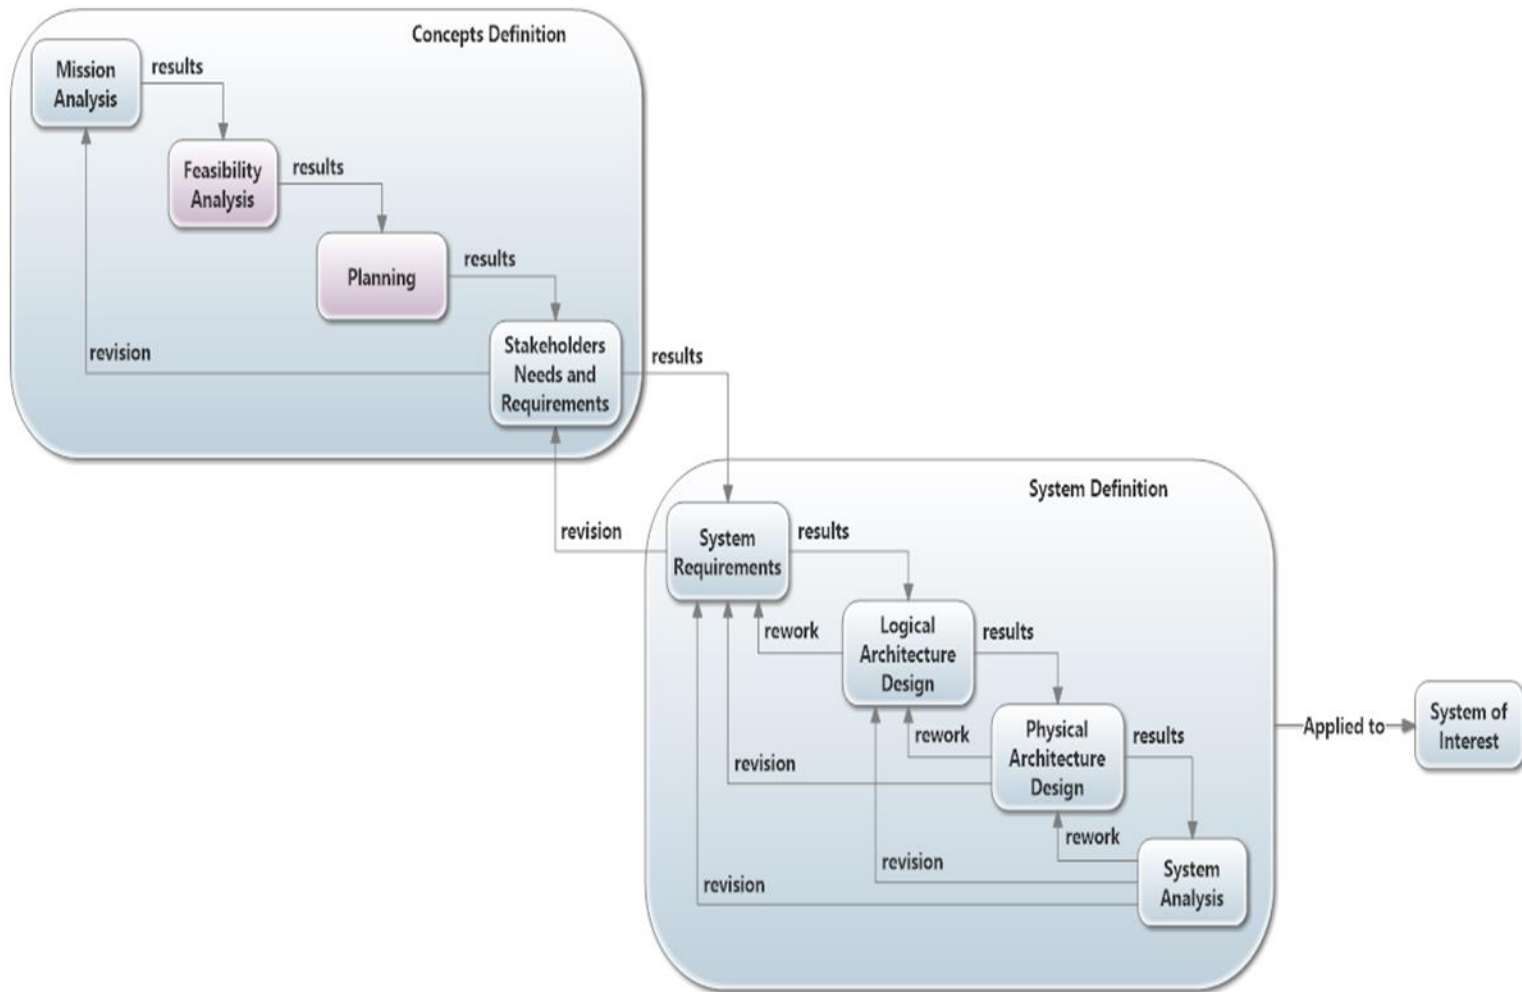 Concepts Definition
Mission
Analysis
results
Feasibility
Analysis
results
Planning
results
Stakeholders
Needs and
Requirements
revision
results
System Definition
System
Requirements
revision
results
Logical
Architecture
Design
rework
results
Physical
Architecture
Design
rework
revision
results
System
Analysis
rework
revision
revision
Applied to
System of
Interest